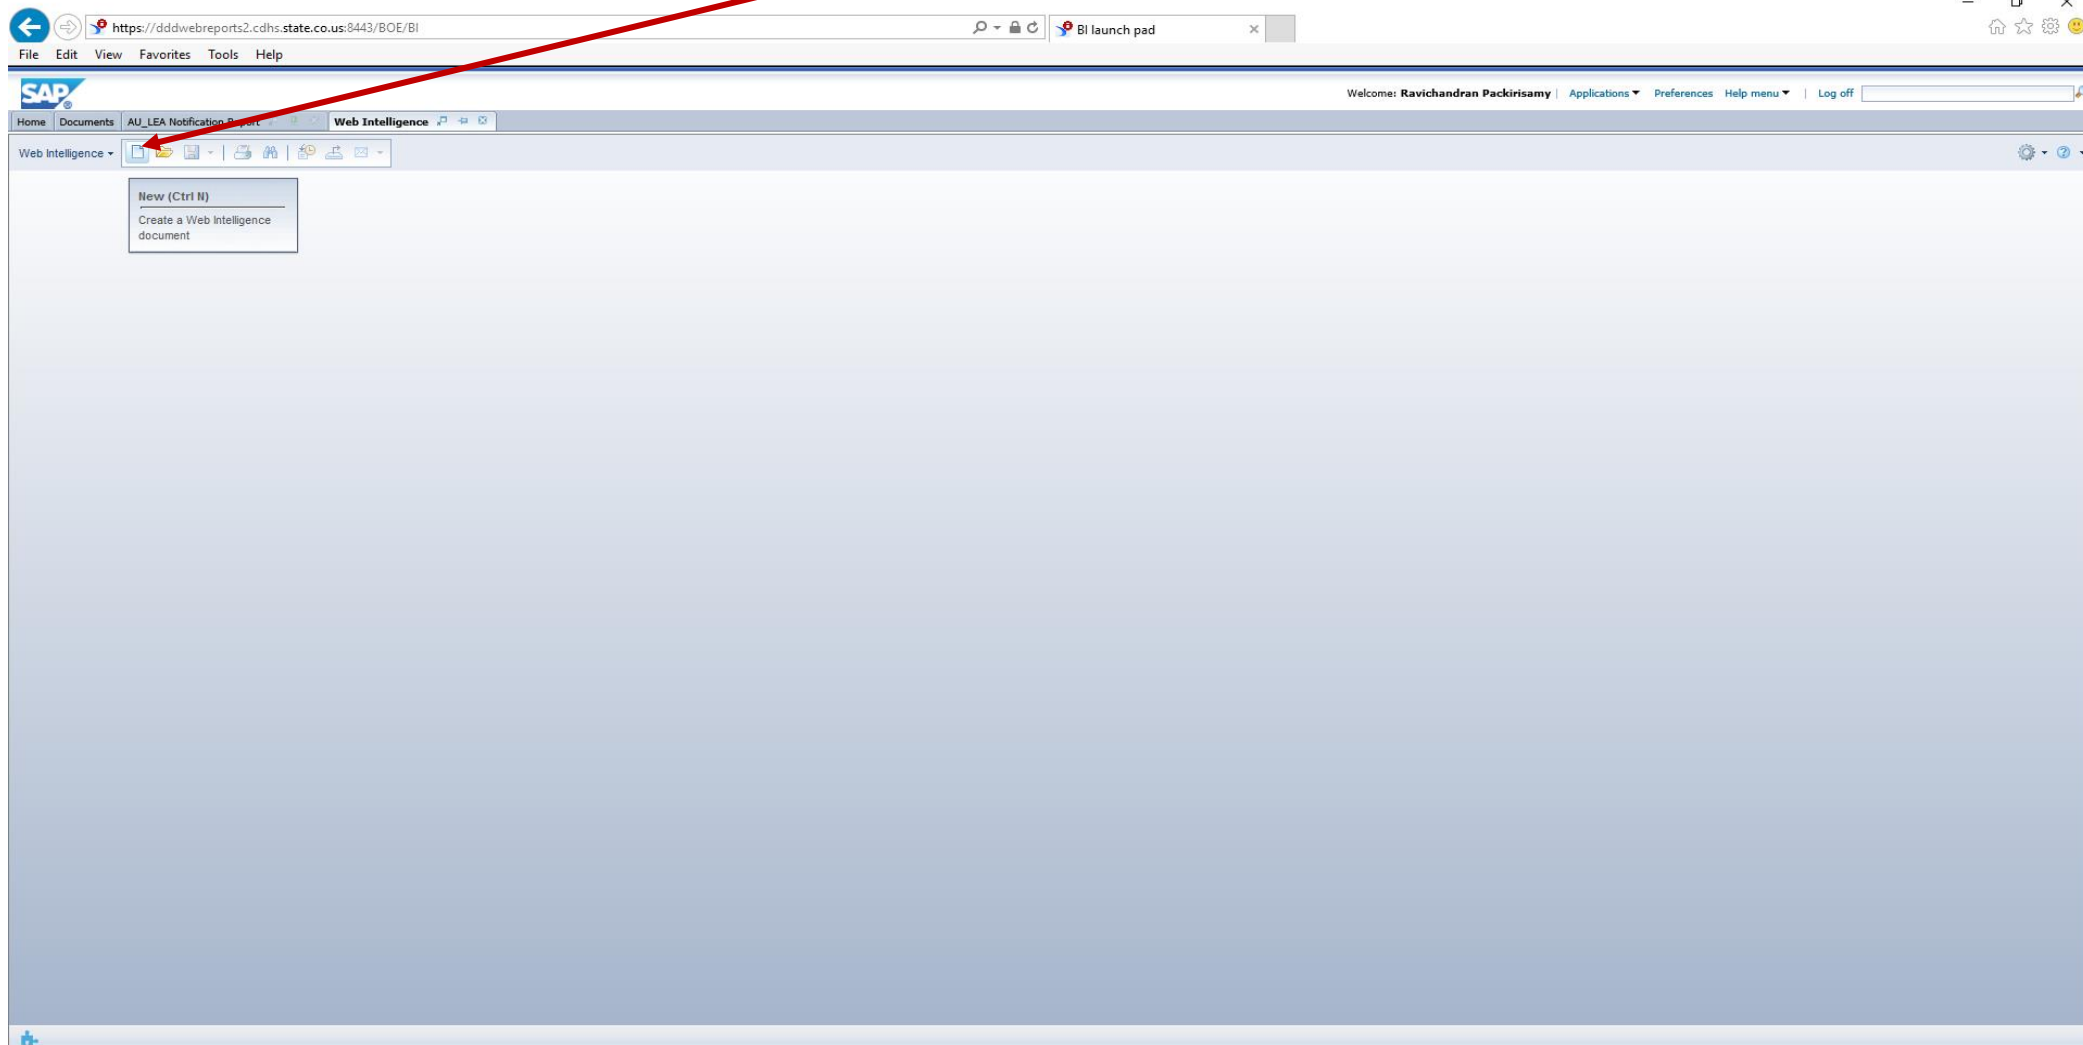 https://dddwebreports2.cdhs.state.co.us:8443/BOE/BI
BI launch pad
File Edit View Favorites Tools Help
SAP®
Welcome: Ravichandran Packirisamy | Applications Preferences Help menu | Log off
Home Documents AU_LEA Notification Report Web Intelligence
Web Intelligence
New (Ctrl N)
Create a Web Intelligence
document